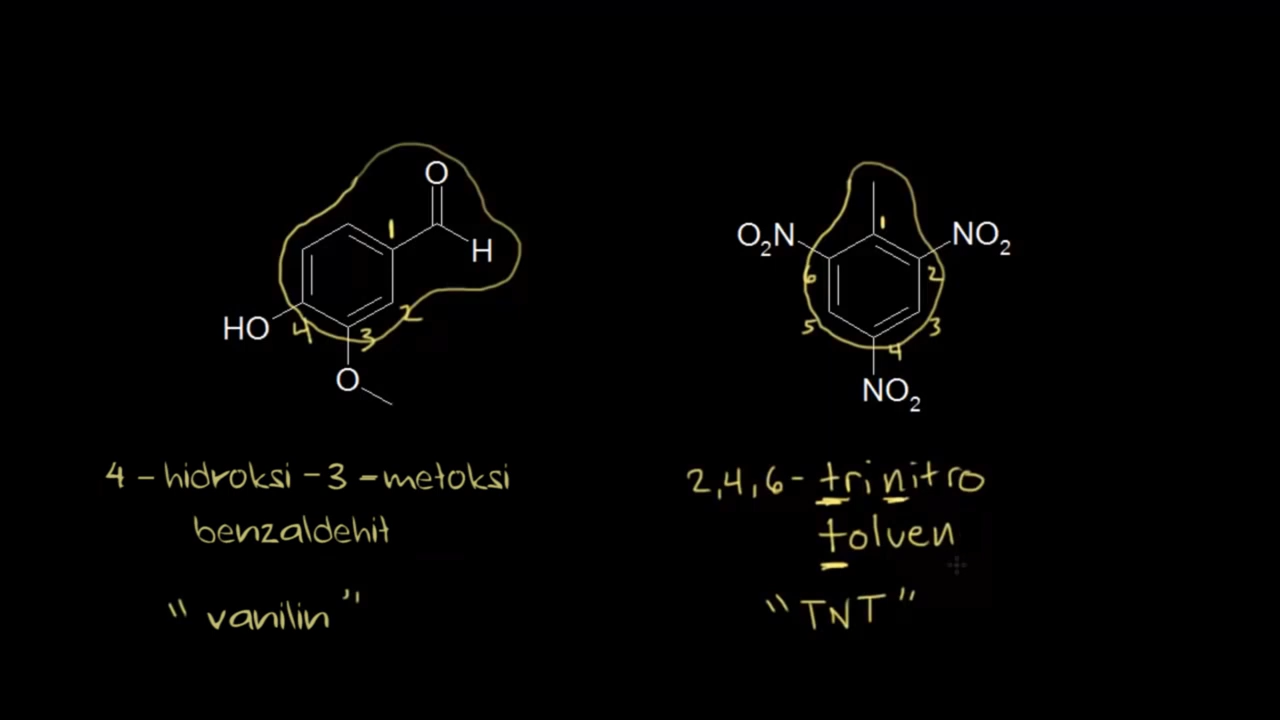 O
1
H
HO
4
3
2
O
1
O₂N
NO₂
6
2
5
3
4
NO₂
4-hidroksi-3-metoksi
benzaldehit
"vanilin"
2,4,6-trinitro
tolven
"TNT"